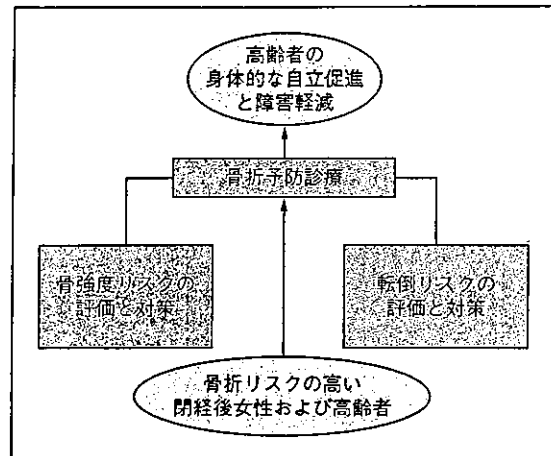 高齢者の
身体的な自立促進
と障害軽減
骨折予防診療
骨強度リスクの
評価と対策
転倒リスクの
評価と対策
骨折リスクの高い
閉経後女性および高齢者